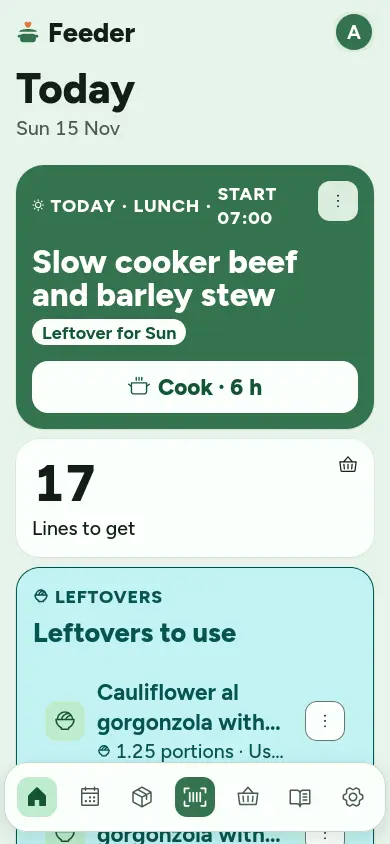 Feeder
A
Today
Sun 15 Nov
TODAY · LUNCH · START
07:00
Slow cooker beef
and barley stew
Leftover for Sun
Cook · 6 h
17
Lines to get
LEFTOVERS
Leftovers to use
Cauliflower al
gorgonzola with…
1.25 portions · Us…
gorgonzola with…